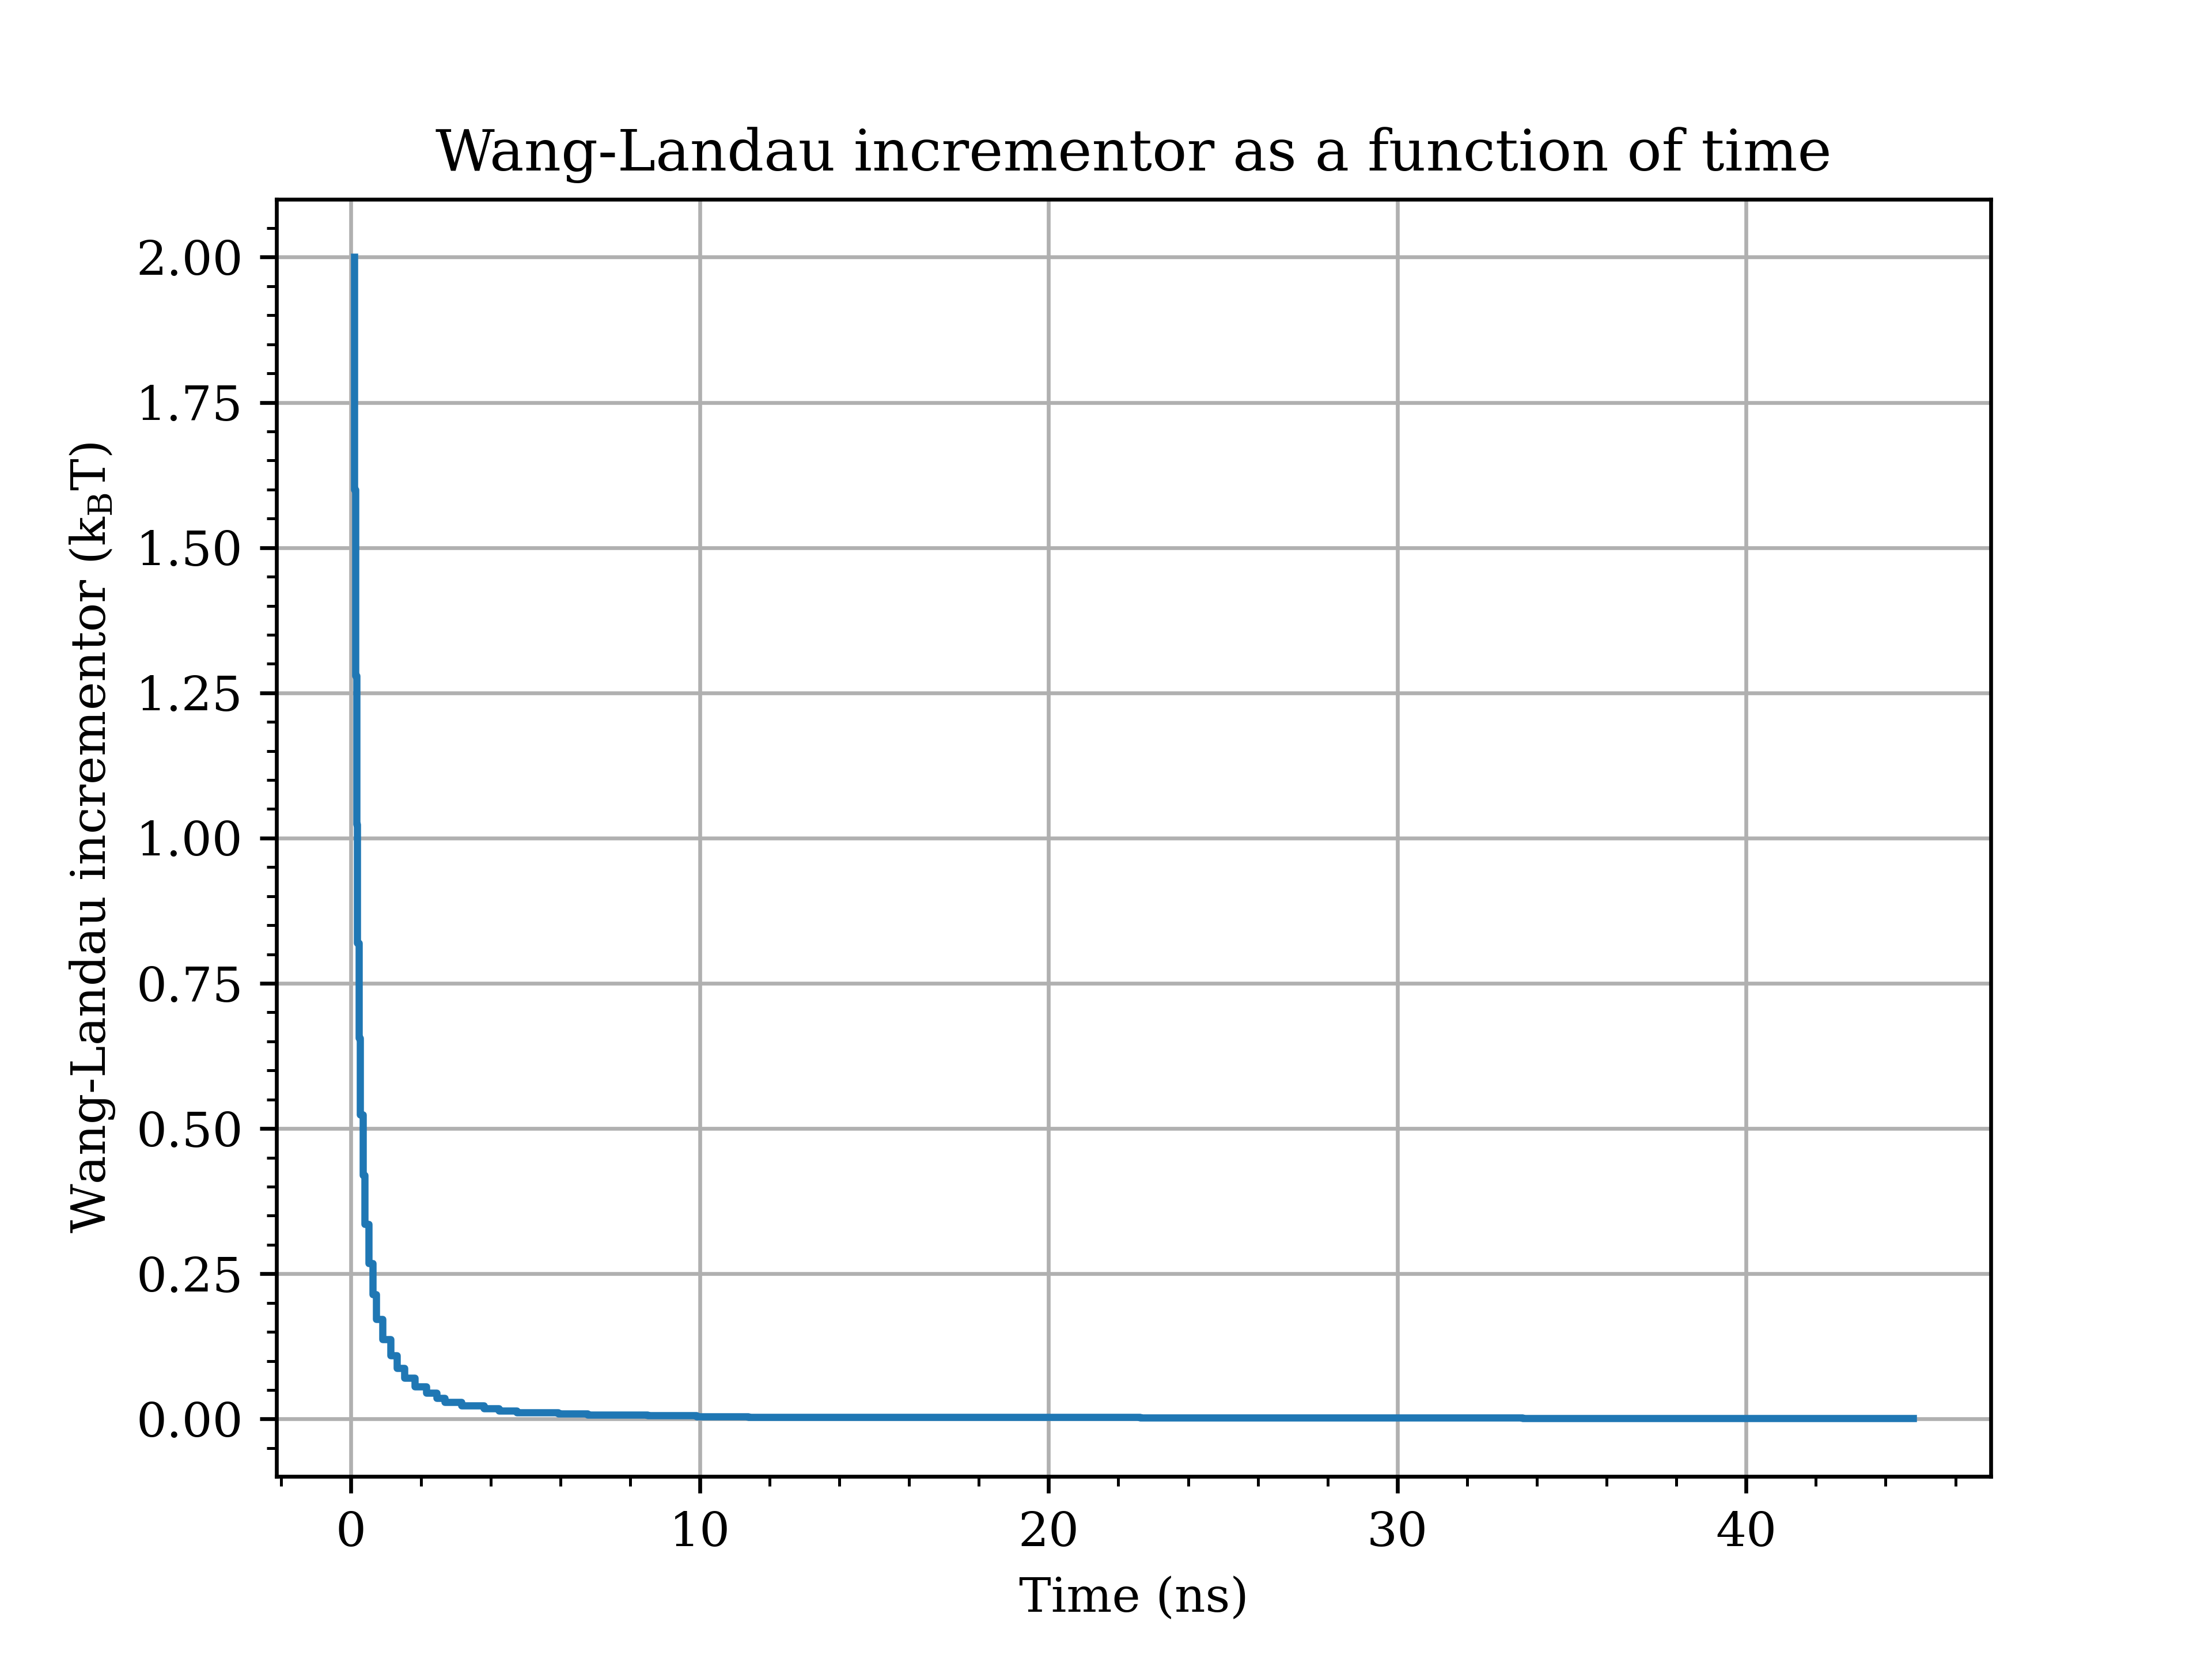 Wang-Landau incrementor as a function of time
Wang-Landau incrementor (k_BT)
2.00
1.75
1.50
1.25
1.00
0.75
0.50
0.25
0.00
0 10 20 30 40
Time (ns)